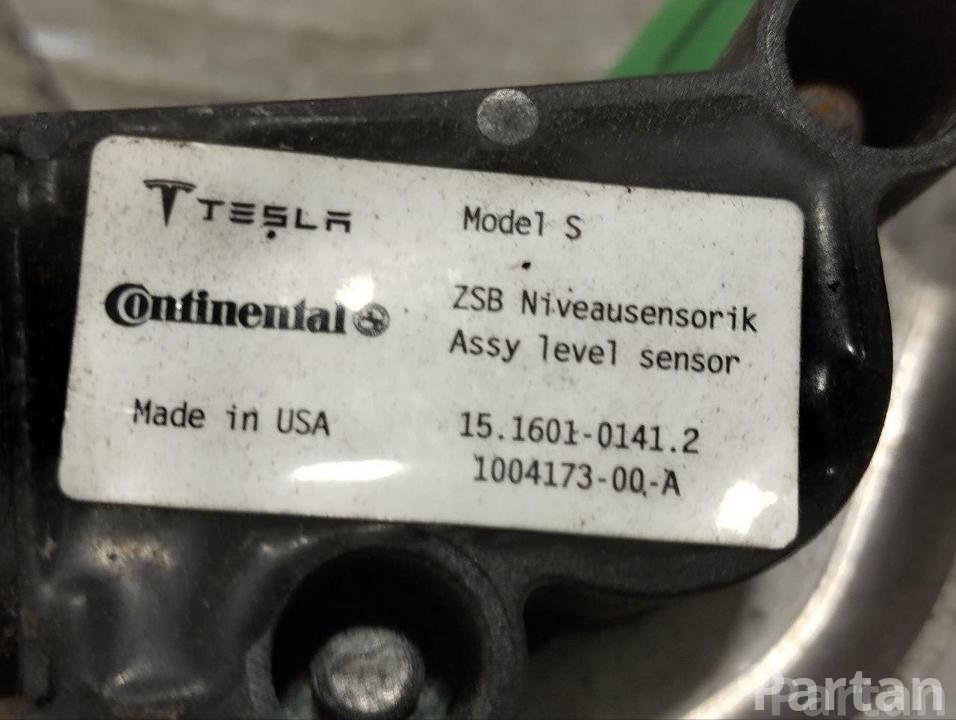 TESLA
Model S
Continental
ZSB Niveausensorik
Assy level sensor
Made in USA
15.1601-0141.2
1004173-00-A
Partan